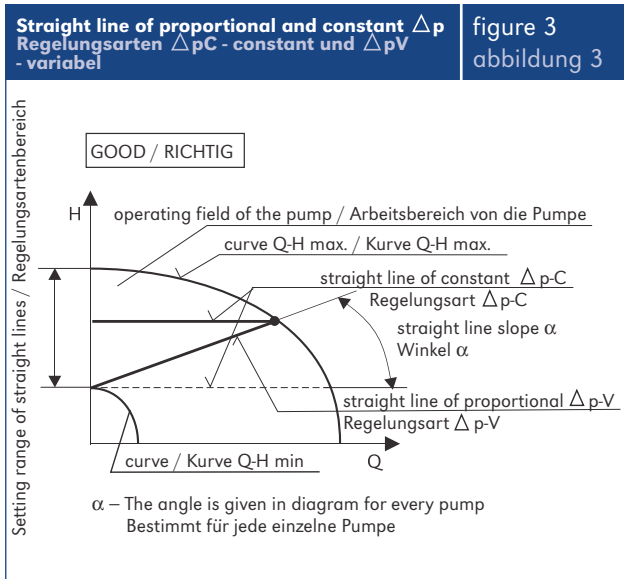 Straight line of proportional and constant △p
Regelungsarten △pC - constant und △pV
- variabel
figure 3
abbildung 3
Setting range of straight lines / Regelungsartenbereich
GOOD / RICHTIG
H
operating field of the pump / Arbeitsbereich von die Pumpe
curve Q-H max. / Kurve Q-H max.
straight line of constant △p-C
Regelungsart △p-C
straight line slope α
Winkel α
straight line of proportional △p-V
Regelungsart △p-V
curve / Kurve Q-H min
Q
α – The angle is given in diagram for every pump
Bestimmt für jede einzelne Pumpe